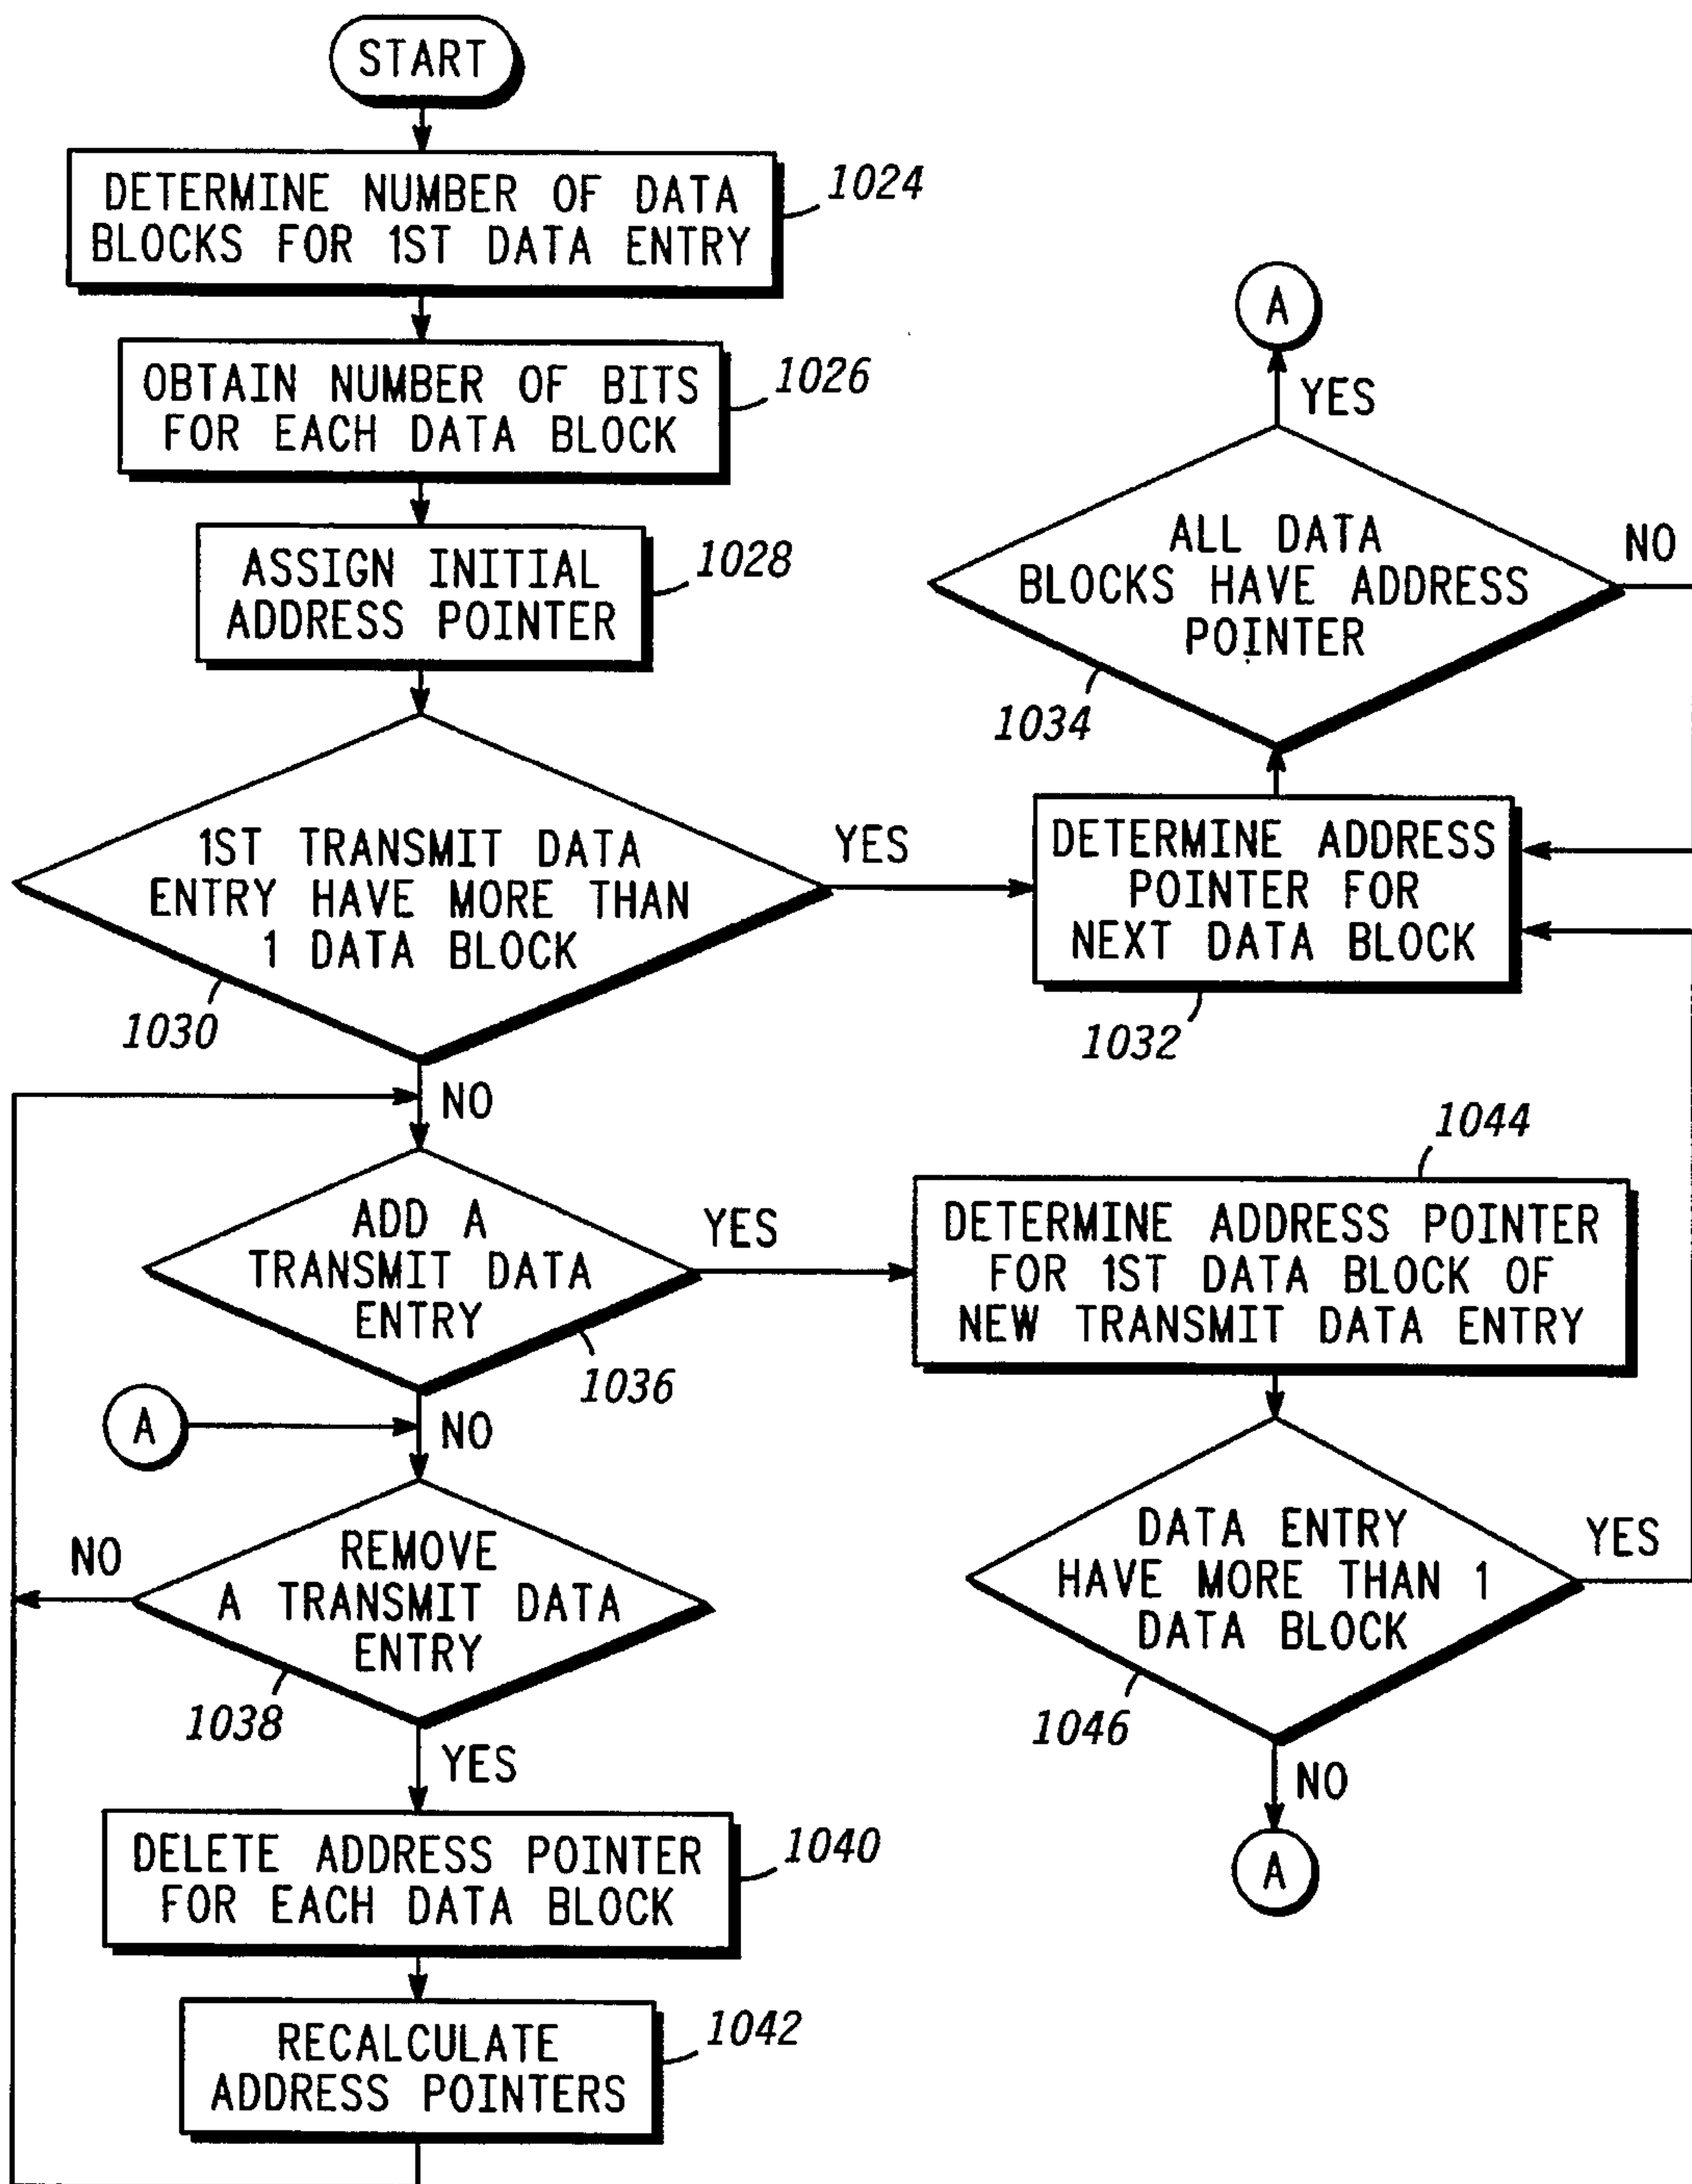 START
DETERMINE NUMBER OF DATA
BLOCKS FOR 1ST DATA ENTRY
1024
OBTAIN NUMBER OF BITS
FOR EACH DATA BLOCK
1026
ASSIGN INITIAL
ADDRESS POINTER
1028
1ST TRANSMIT DATA
ENTRY HAVE MORE THAN
1 DATA BLOCK
1030
YES
NO
A
YES
ALL DATA
BLOCKS HAVE ADDRESS
POINTER
NO
1034
DETERMINE ADDRESS
POINTER FOR
NEXT DATA BLOCK
1032
ADD A
TRANSMIT DATA
ENTRY
YES
1036
A
NO
1044
DETERMINE ADDRESS POINTER
FOR 1ST DATA BLOCK OF
NEW TRANSMIT DATA ENTRY
REMOVE
A TRANSMIT DATA
ENTRY
NO
1038
YES
DATA ENTRY
HAVE MORE THAN 1
DATA BLOCK
YES
1046
NO
A
DELETE ADDRESS POINTER
FOR EACH DATA BLOCK
1040
RECALCULATE
ADDRESS POINTERS
1042